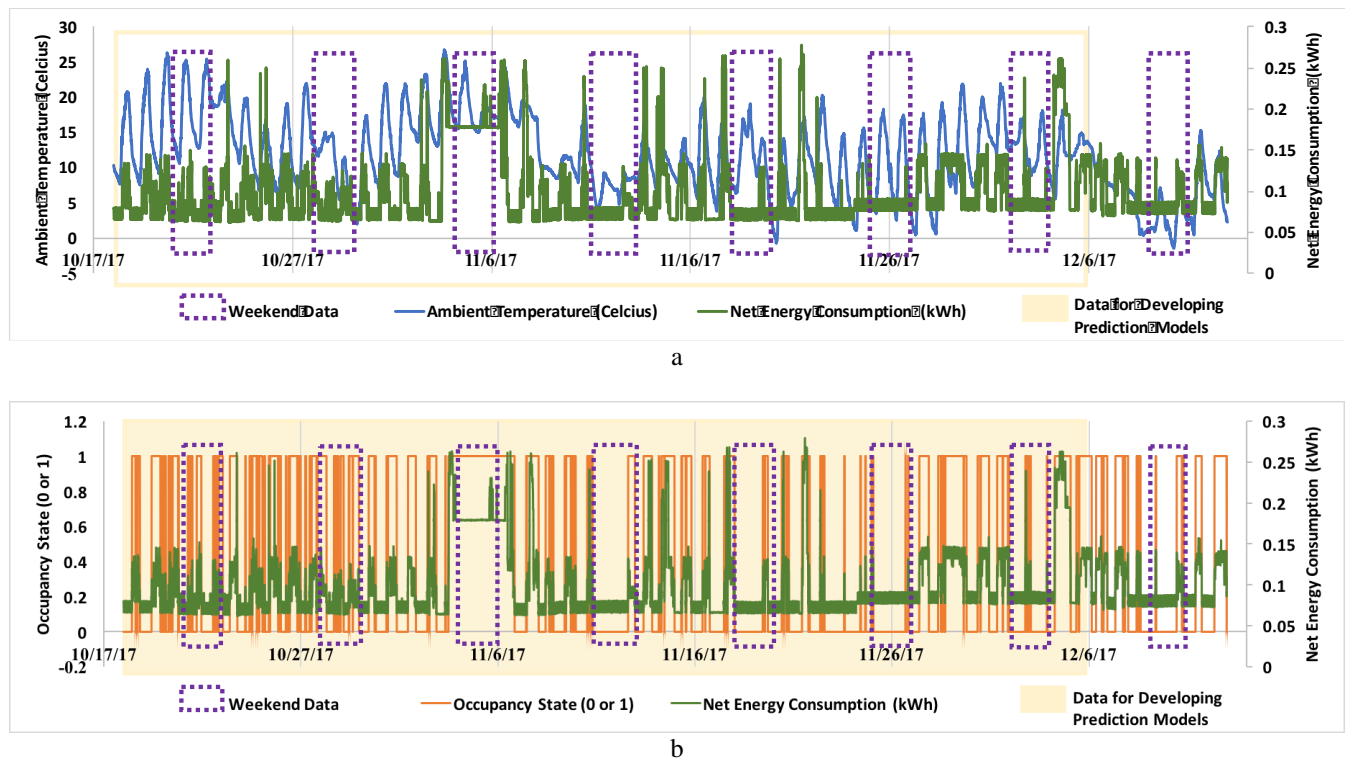 30
25
20
15
10
5
0
-5
Ambient Temperature (Celcius)
0.3
0.25
0.2
0.15
0.1
0.05
0
Net Energy Consumption (kWh)
10/17/17 10/27/17 11/6/17 11/16/17 11/26/17 12/6/17
Weekend Data Ambient Temperature (Celcius) Net Energy Consumption (kWh) Data for Developing
Prediction Models
a
1.2
1
0.8
0.6
0.4
0.2
0
-0.2
Occupancy State (0 or 1)
0.3
0.25
0.2
0.15
0.1
0.05
0
Net Energy Consumption (kWh)
10/17/17 10/27/17 11/6/17 11/16/17 11/26/17 12/6/17
Weekend Data Occupancy State (0 or 1) Net Energy Consumption (kWh) Data for Developing
Prediction Models
b